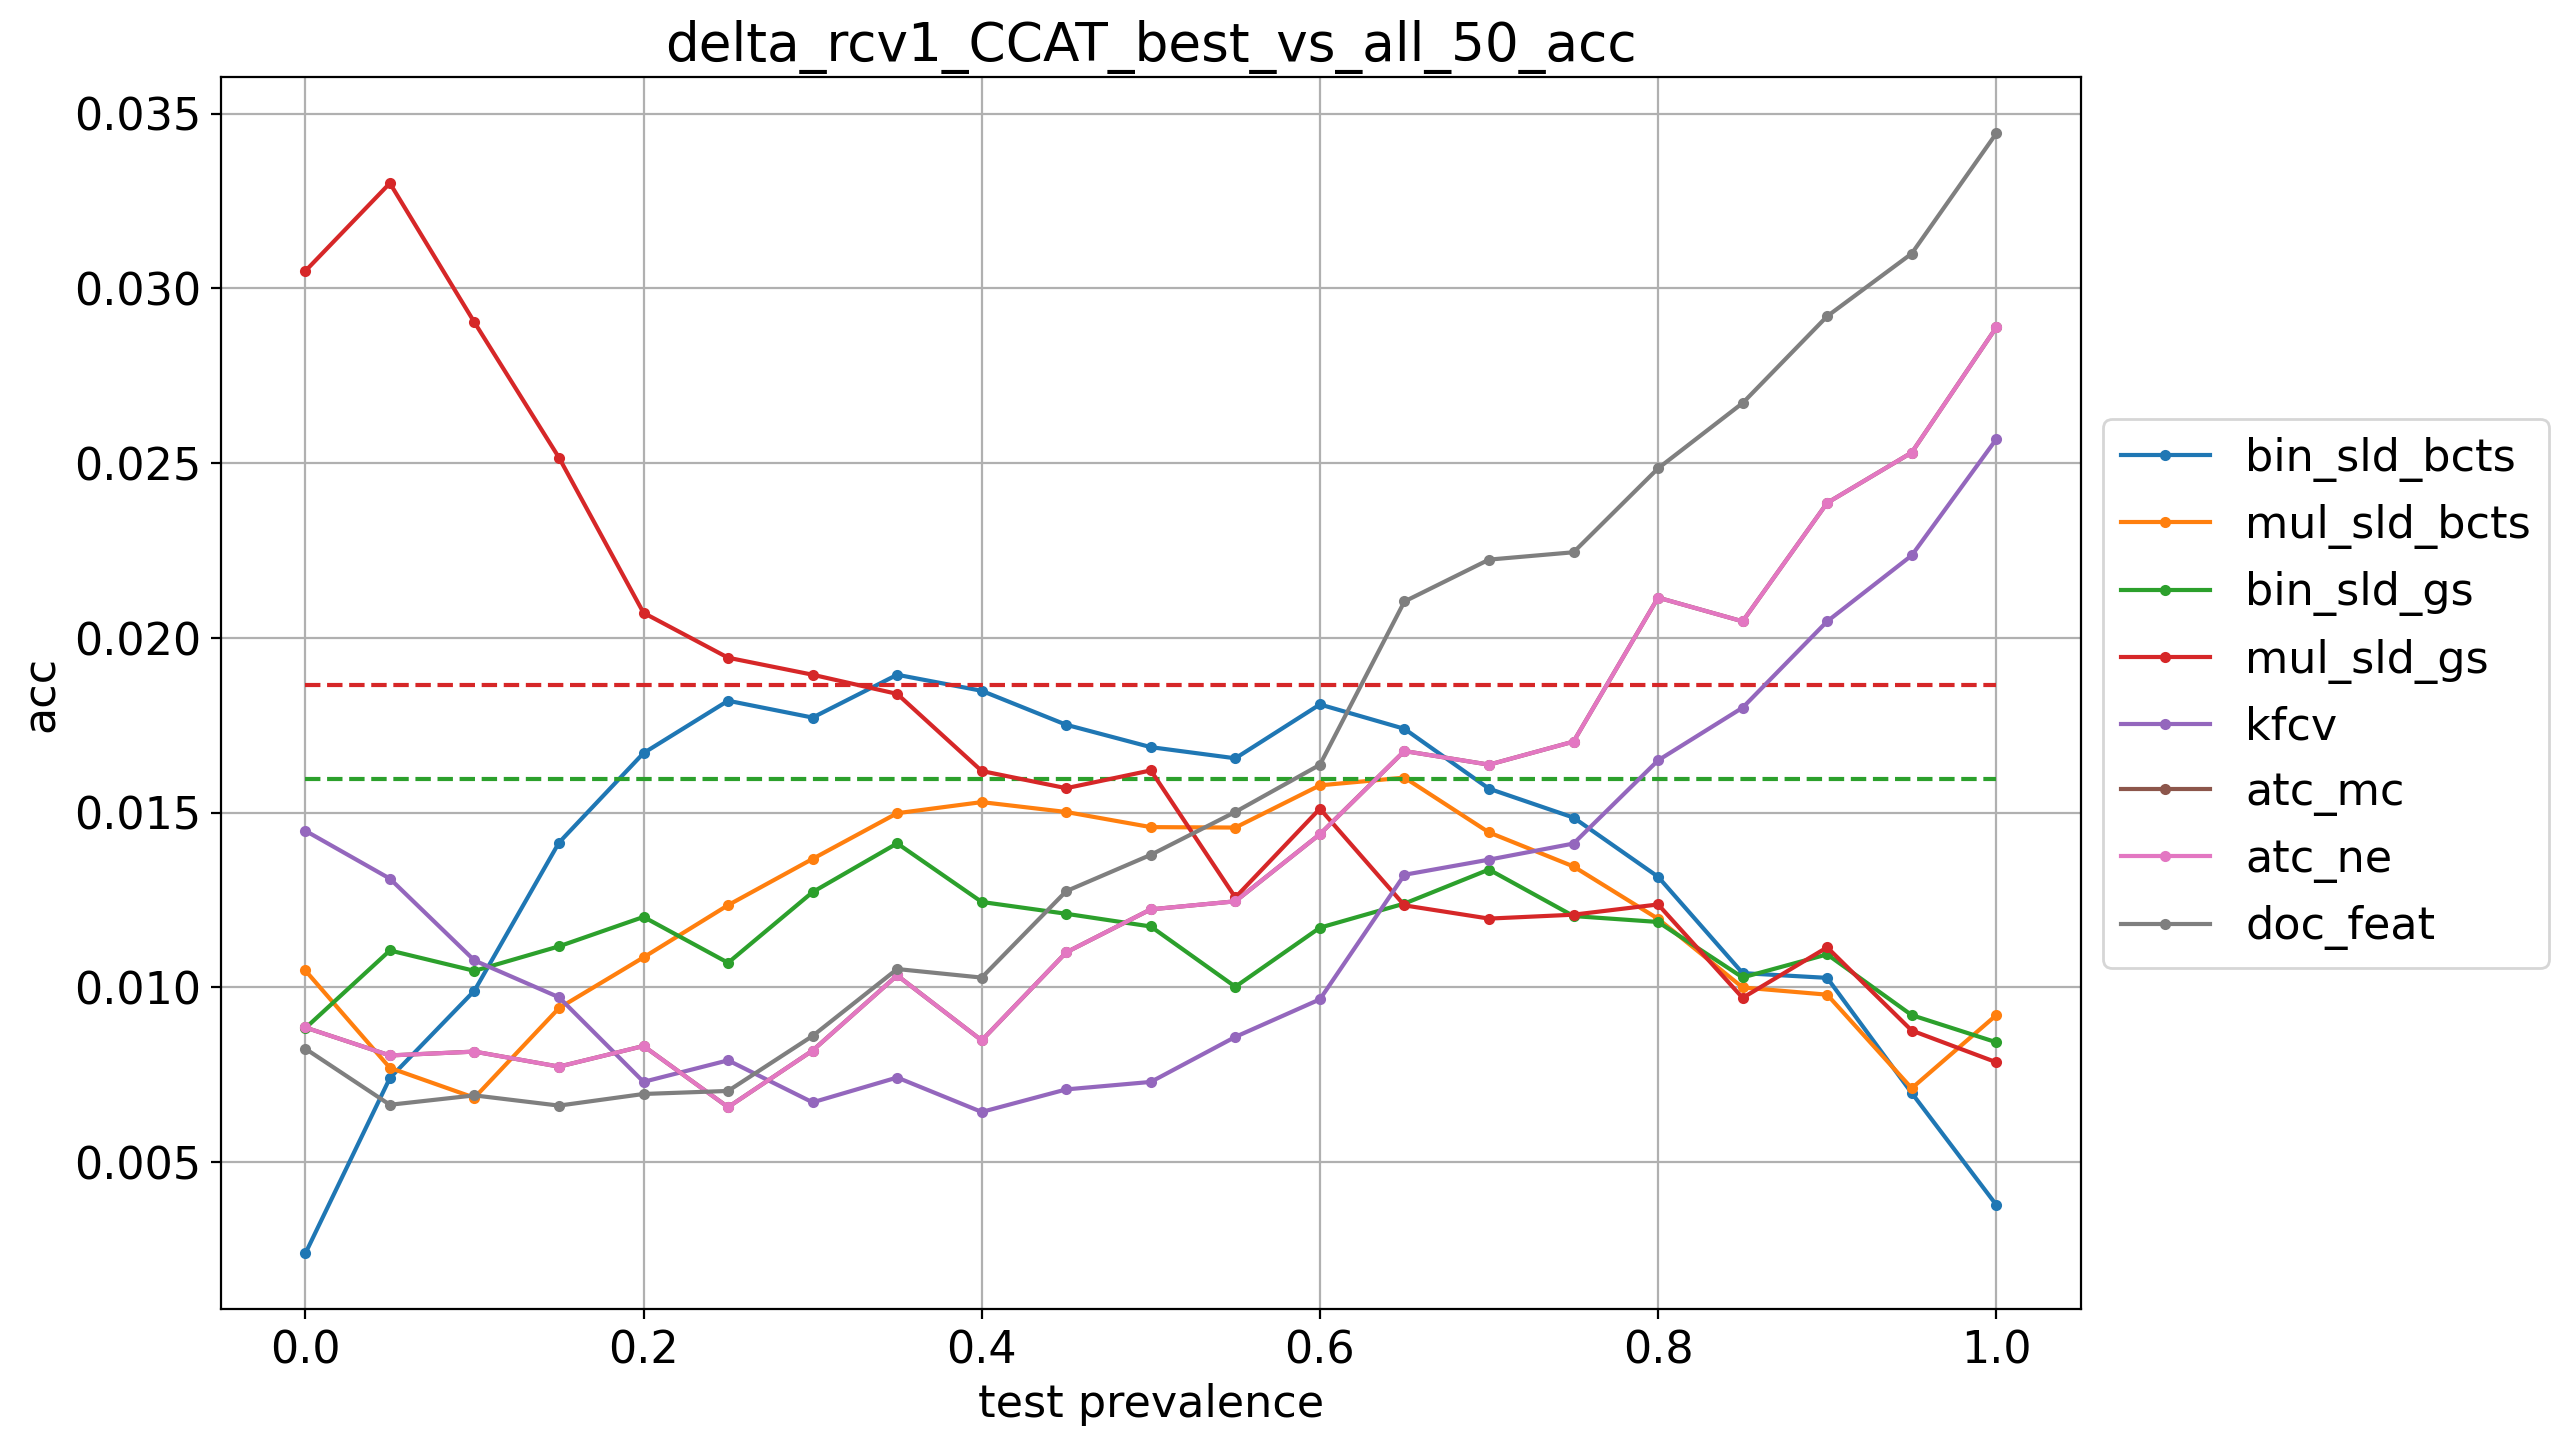 delta_rcv1_CCAT_best_vs_all_50_acc
0.035
0.030
0.025
0.020
0.015
0.010
0.005
acc
0.0 0.2 0.4 0.6 0.8 1.0
test prevalence
bin_sld_bcts
mul_sld_bcts
bin_sld_gs
mul_sld_gs
kfcv
atc_mc
atc_ne
doc_feat